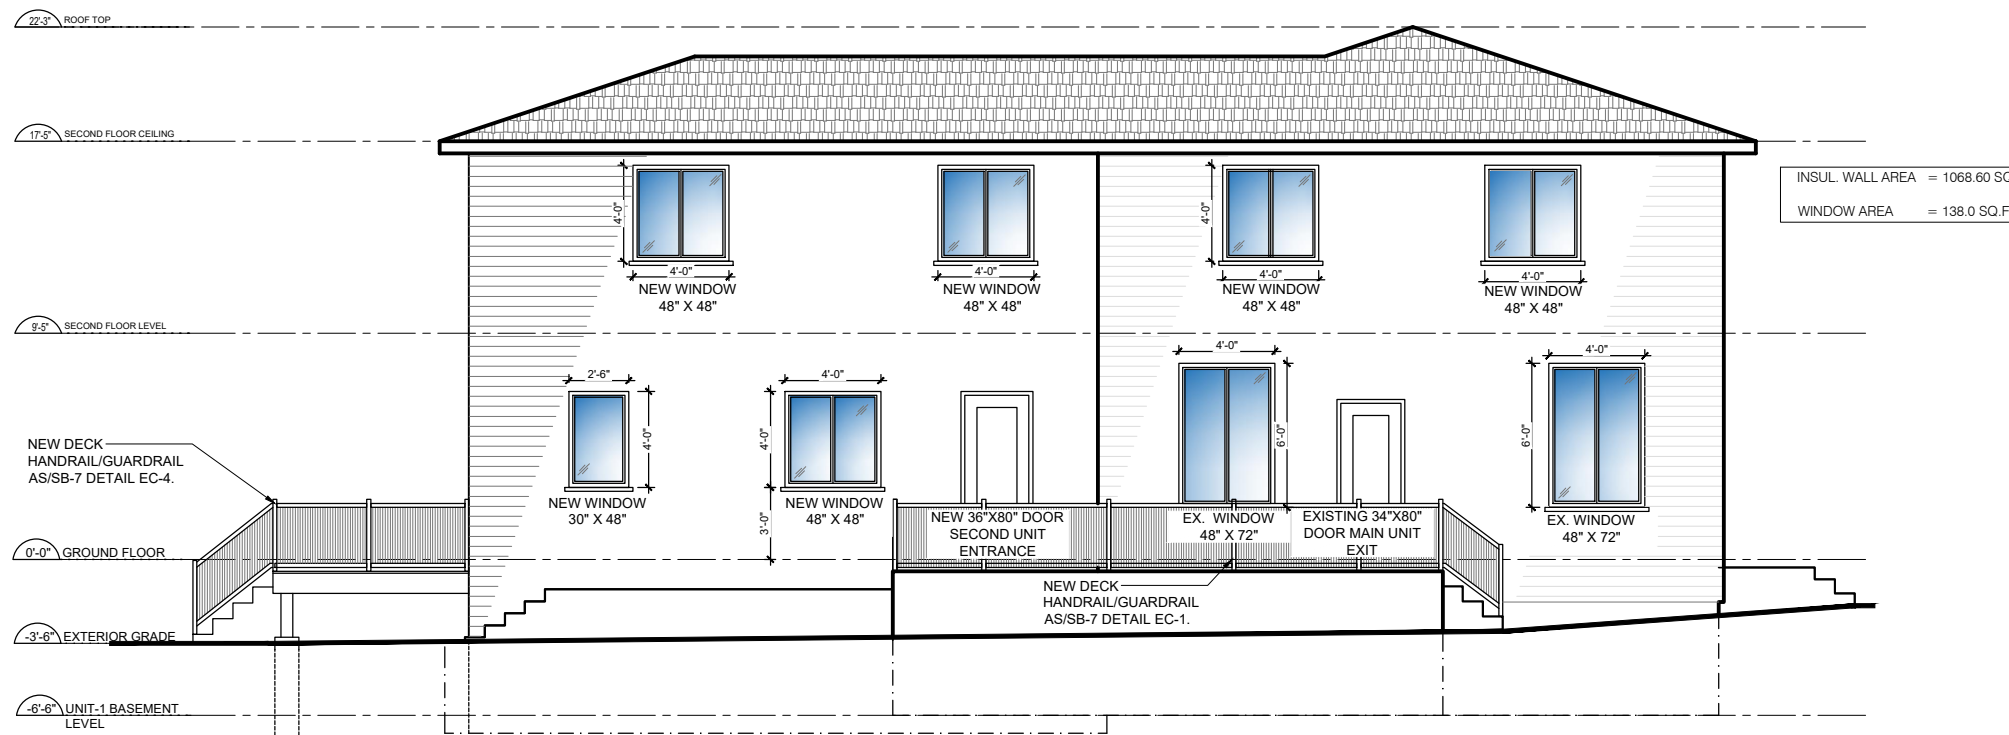 22'-3" ROOF TOP
17'-5" SECOND FLOOR CEILING
INSUL. WALL AREA = 1068.60 SQ
WINDOW AREA = 138.0 SQ.F
4'-0"
4'-0"
4'-0" 4'-0" 4'-0" 4'-0"
NEW WINDOW
48" X 48"
NEW WINDOW
48" X 48"
NEW WINDOW
48" X 48"
NEW WINDOW
48" X 48"
9'-5" SECOND FLOOR LEVEL
2'-6" 4'-0" 4'-0" 4'-0"
4'-0"
4'-0"
6'-0"
6'-0"
3'-0"
NEW DECK
HANDRAIL/GUARDRAIL
AS/SB-7 DETAIL EC-4.
NEW WINDOW
30" X 48"
NEW WINDOW
48" X 48"
NEW 36"X80" DOOR
SECOND UNIT
ENTRANCE
EX. WINDOW
48" X 72"
EXISTING 34"X80"
DOOR MAIN UNIT
EXIT
EX. WINDOW
48" X 72"
0'-0" GROUND FLOOR
NEW DECK
HANDRAIL/GUARDRAIL
AS/SB-7 DETAIL EC-1.
-3'-6" EXTERIOR GRADE
-6'-6" UNIT-1 BASEMENT
LEVEL